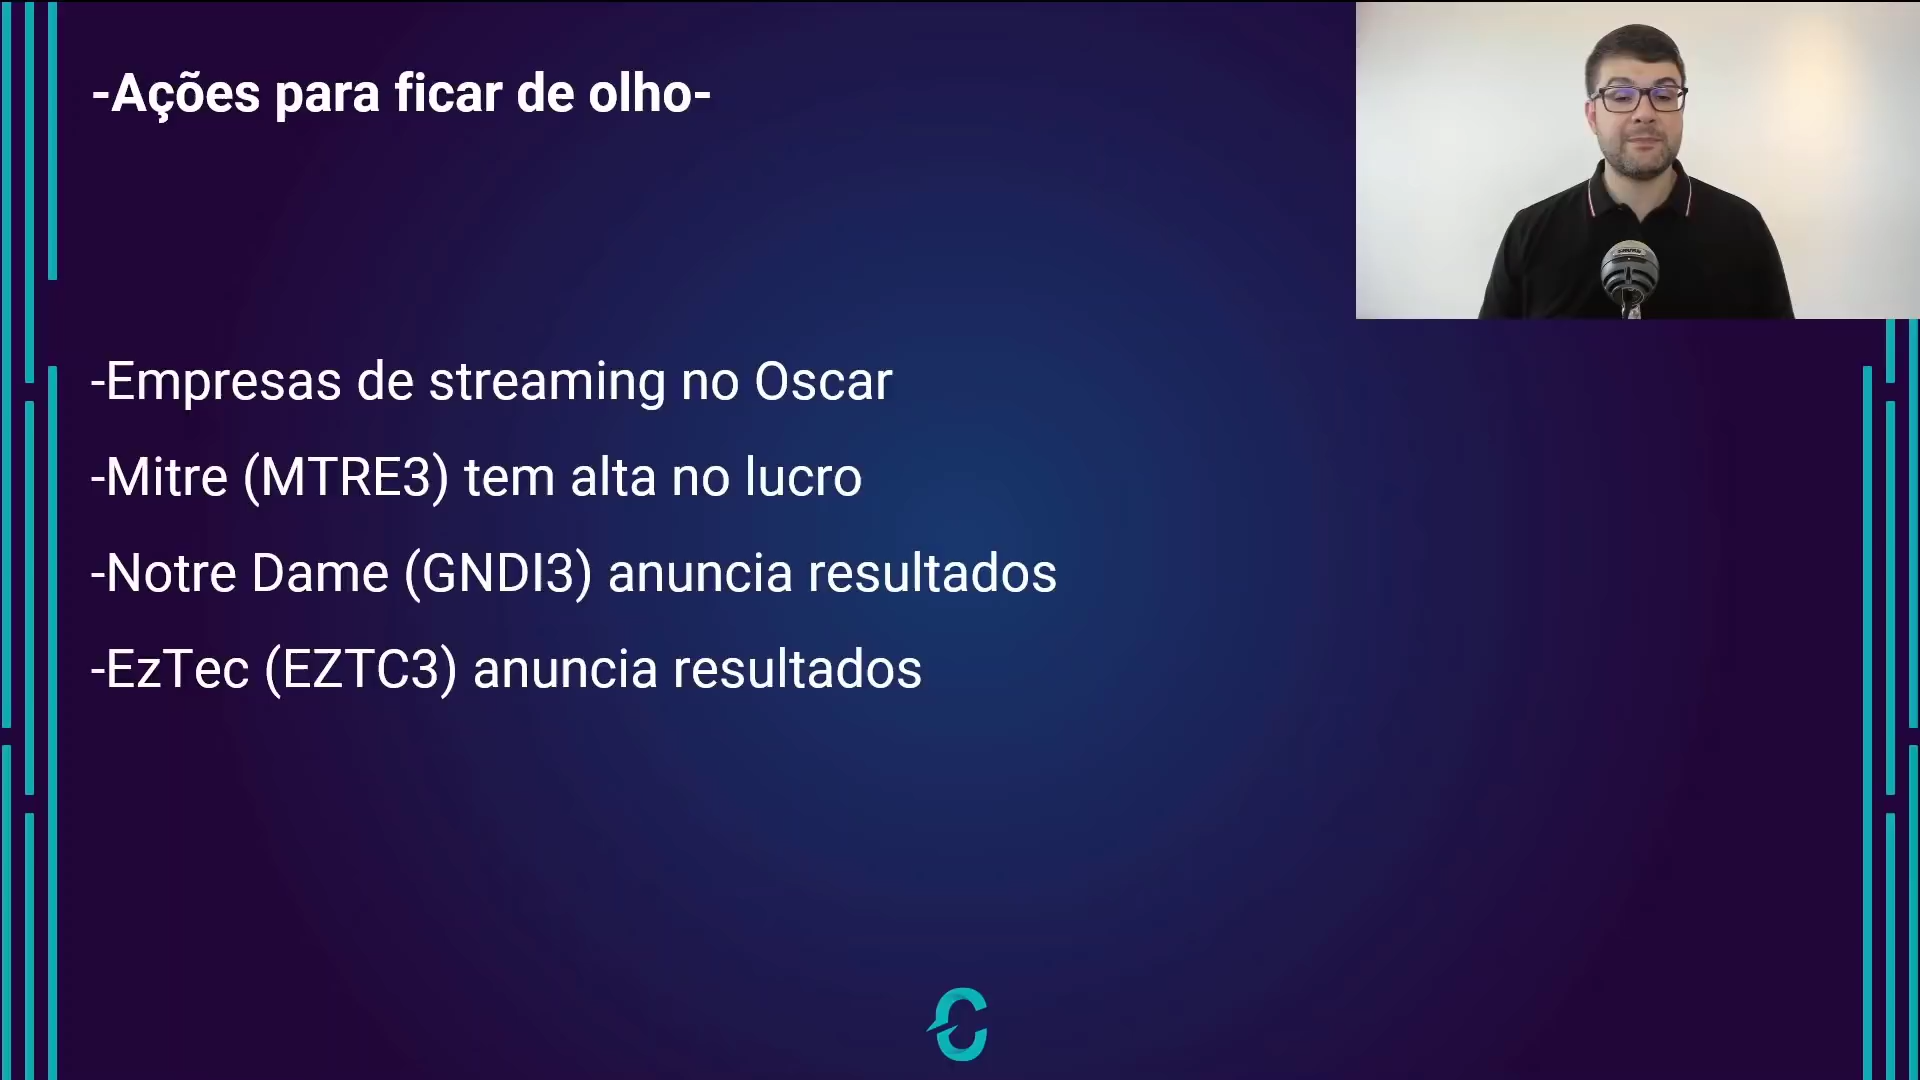 -Ações para ficar de olho-
SHURE
-Empresas de streaming no Oscar
-Mitre (MTRE3) tem alta no lucro
-Notre Dame (GNDI3) anuncia resultados
-EzTec (EZTC3) anuncia resultados